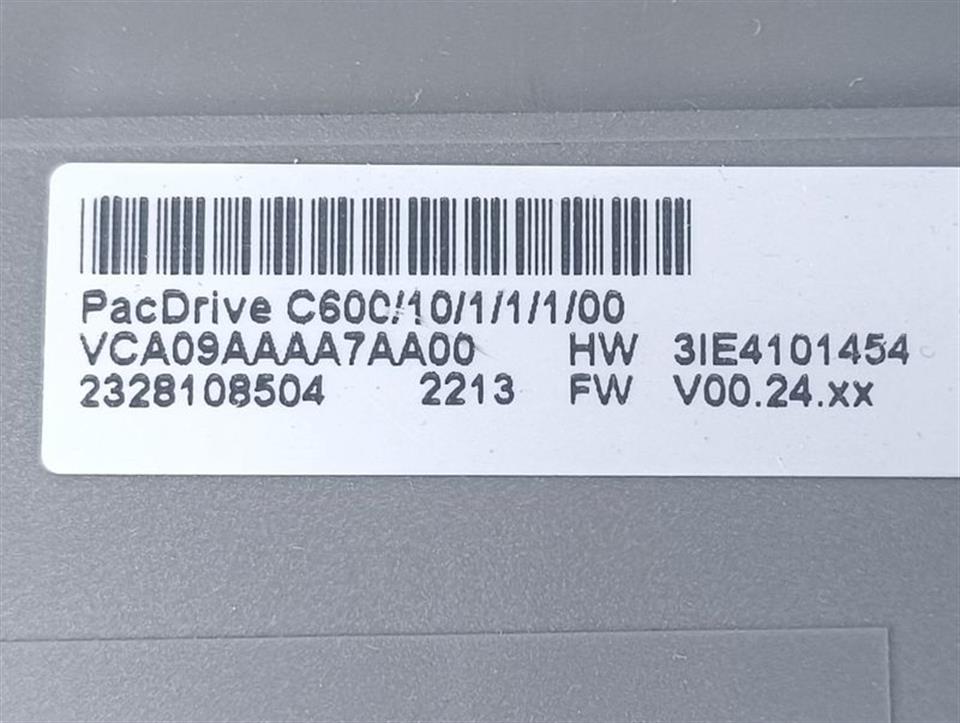 PacDrive C600/10/1/1/1/00
VCA09AAAA7AA00 HW 3IE4101454
2328108504 2213 FW V00.24.xx